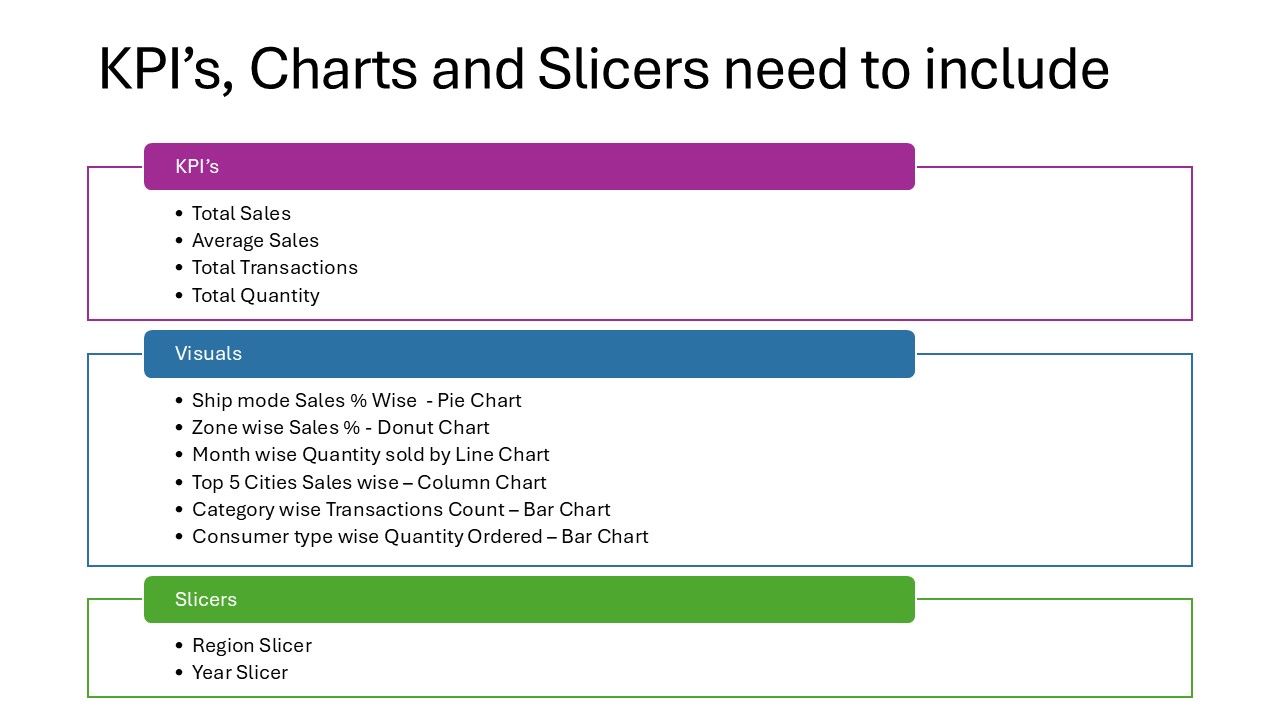 KPI’s, Charts and Slicers need to include
KPI’s
• Total Sales
• Average Sales
• Total Transactions
• Total Quantity
Visuals
• Ship mode Sales % Wise  - Pie Chart
• Zone wise Sales % - Donut Chart
• Month wise Quantity sold by Line Chart
• Top 5 Cities Sales wise – Column Chart
• Category wise Transactions Count – Bar Chart
• Consumer type wise Quantity Ordered – Bar Chart
Slicers
• Region Slicer
• Year Slicer